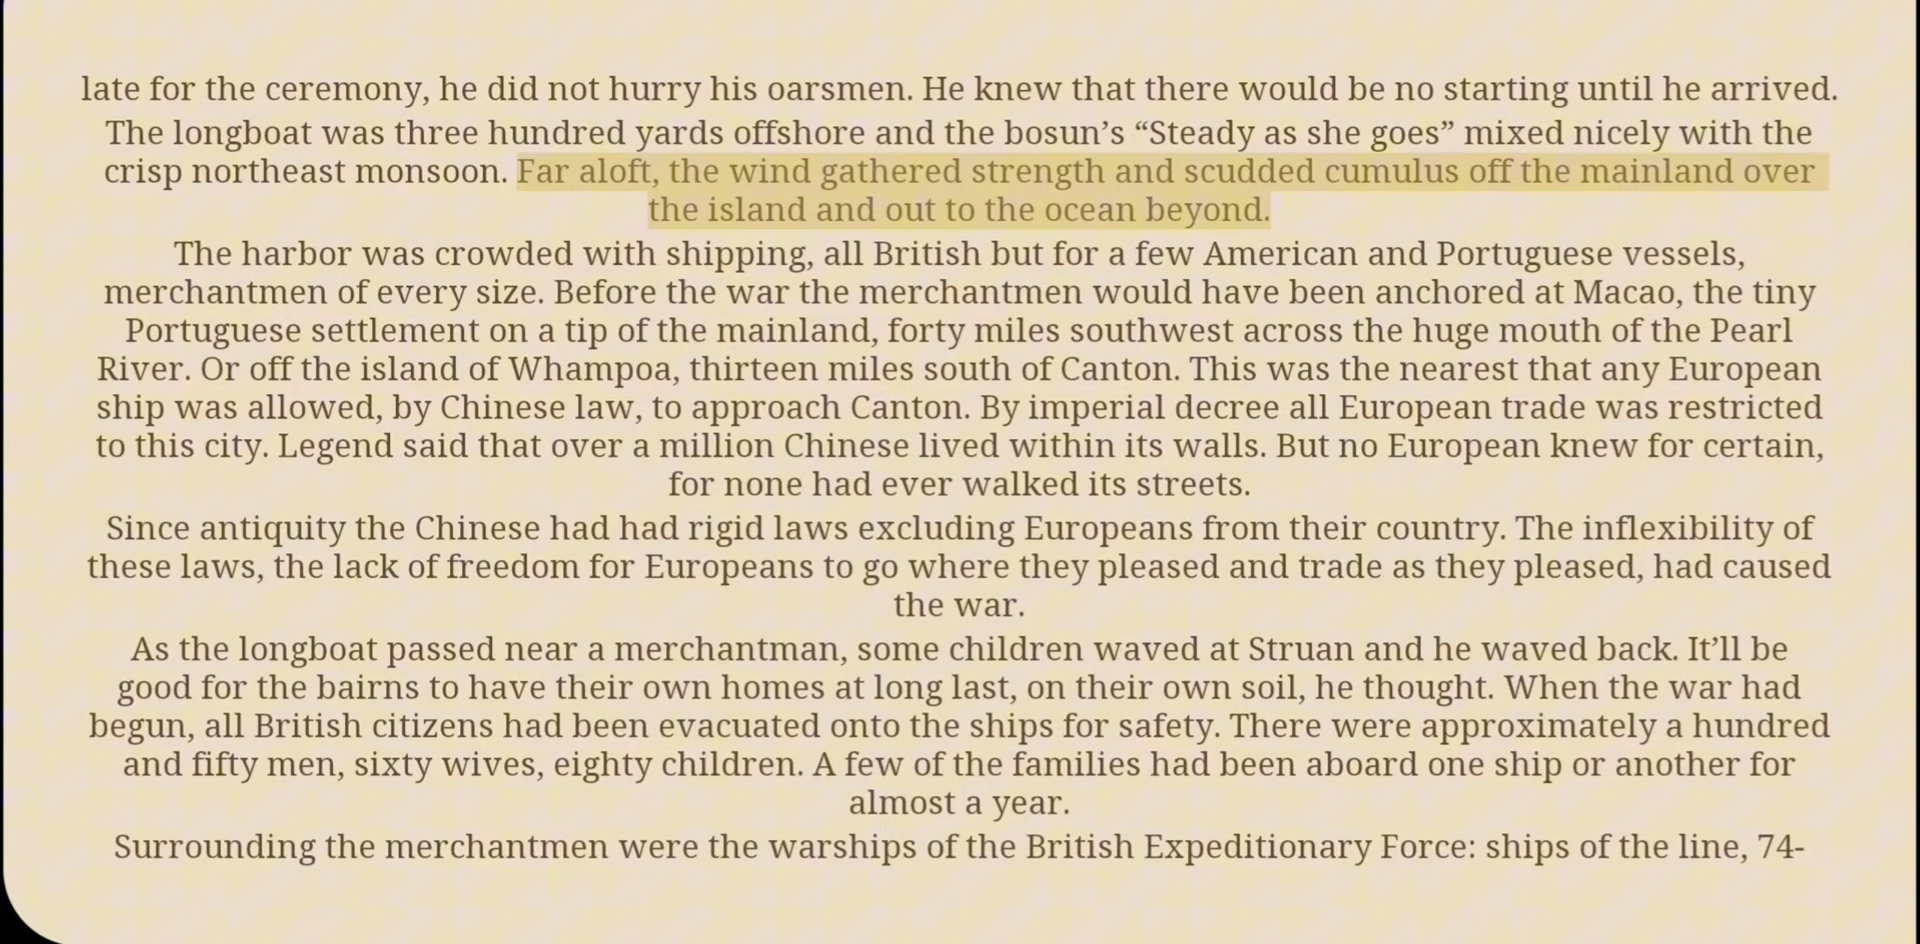 late for the ceremony, he did not hurry his oarsmen. He knew that there would be no starting until he arrived.
The longboat was three hundred yards offshore and the bosun’s “Steady as she goes” mixed nicely with the
crisp northeast monsoon. Far aloft, the wind gathered strength and scudded cumulus off the mainland over
the island and out to the ocean beyond.
The harbor was crowded with shipping, all British but for a few American and Portuguese vessels,
merchantmen of every size. Before the war the merchantmen would have been anchored at Macao, the tiny
Portuguese settlement on a tip of the mainland, forty miles southwest across the huge mouth of the Pearl
River. Or off the island of Whampoa, thirteen miles south of Canton. This was the nearest that any European
ship was allowed, by Chinese law, to approach Canton. By imperial decree all European trade was restricted
to this city. Legend said that over a million Chinese lived within its walls. But no European knew for certain,
for none had ever walked its streets.
Since antiquity the Chinese had had rigid laws excluding Europeans from their country. The inflexibility of
these laws, the lack of freedom for Europeans to go where they pleased and trade as they pleased, had caused
the war.
As the longboat passed near a merchantman, some children waved at Struan and he waved back. It’ll be
good for the bairns to have their own homes at long last, on their own soil, he thought. When the war had
begun, all British citizens had been evacuated onto the ships for safety. There were approximately a hundred
and fifty men, sixty wives, eighty children. A few of the families had been aboard one ship or another for
almost a year.
Surrounding the merchantmen were the warships of the British Expeditionary Force: ships of the line, 74-